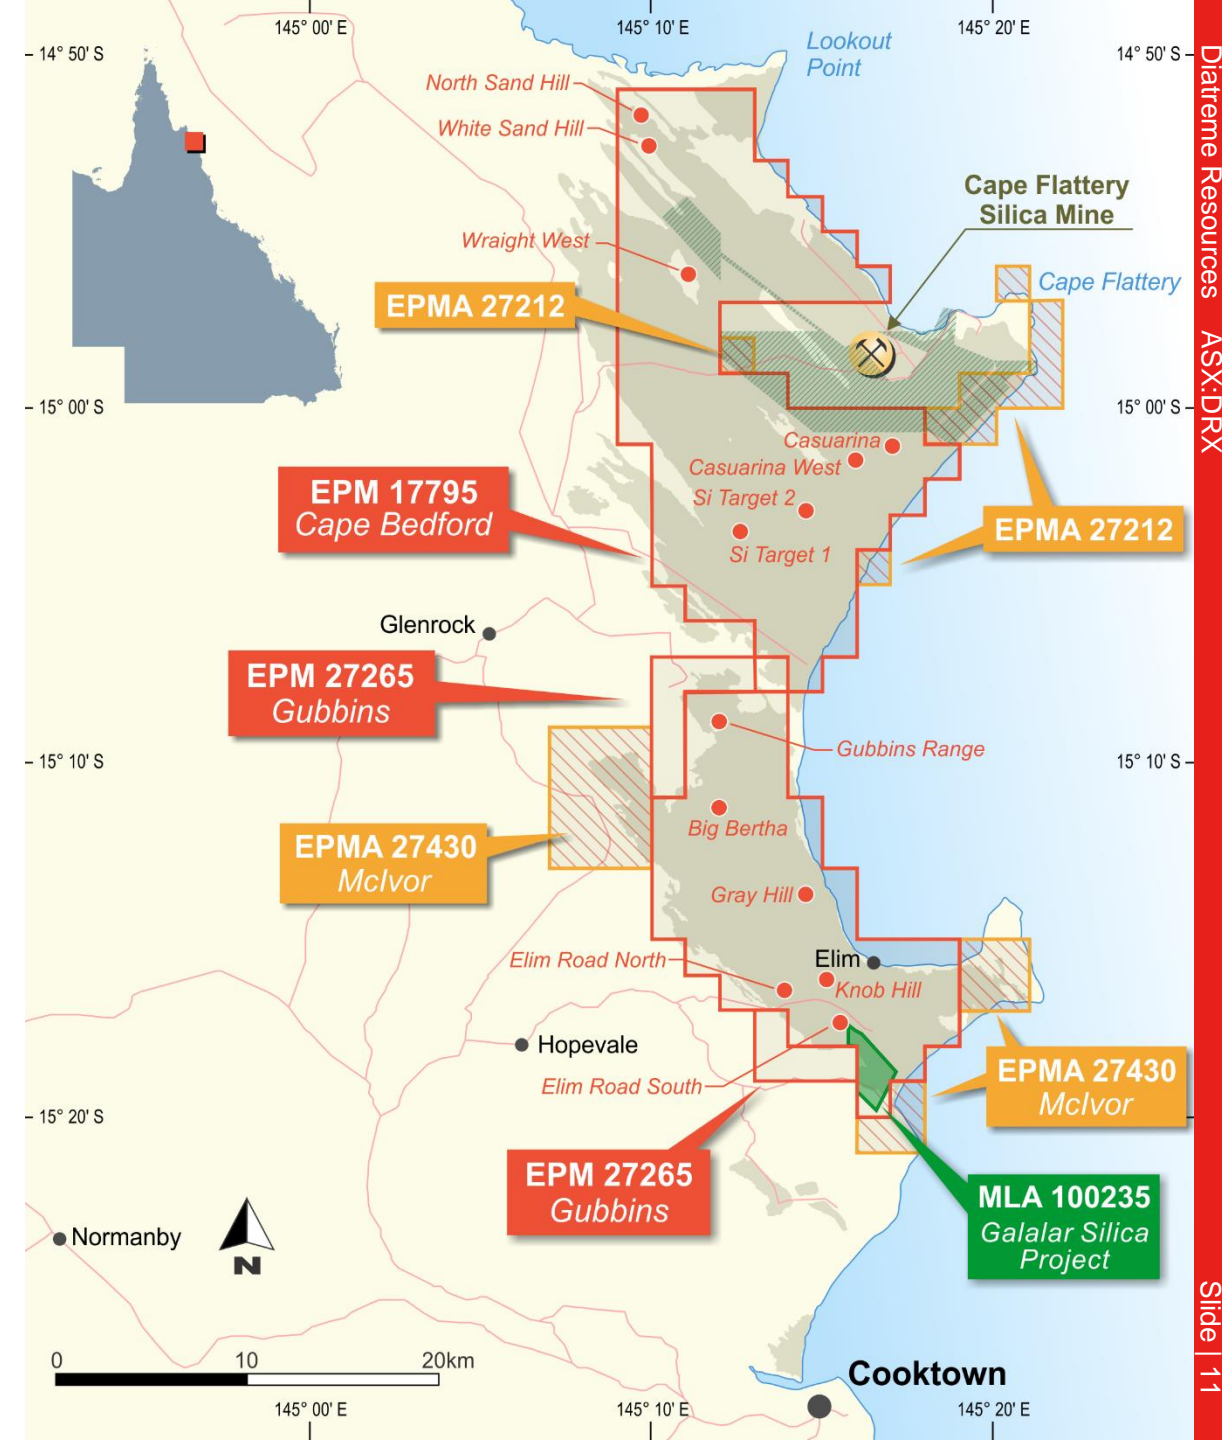 145° 00' E
145° 10' E
145° 20' E
14° 50' S
14° 50' S
Lookout
Point
North Sand Hill
White Sand Hill
Cape Flattery
Silica Mine
Wraight West
Cape Flattery
EPMA 27212
15° 00' S
15° 00' S
Casuarina
Casuarina West
EPM 17795
Cape Bedford
Si Target 2
EPMA 27212
Si Target 1
Glenrock
EPM 27265
Gubbins
Gubbins Range
15° 10' S
15° 10' S
Big Bertha
EPMA 27430
McIvor
Gray Hill
Elim Road North
Elim
Knob Hill
Hopevale
Elim Road South
EPMA 27430
McIvor
15° 20' S
EPM 27265
Gubbins
MLA 100235
Galalar Silica
Project
Normanby
N
0
10
20km
Cooktown
145° 00' E
145° 10' E
145° 20' E
Diatreme Resources ASX:DRX
Slide | 11